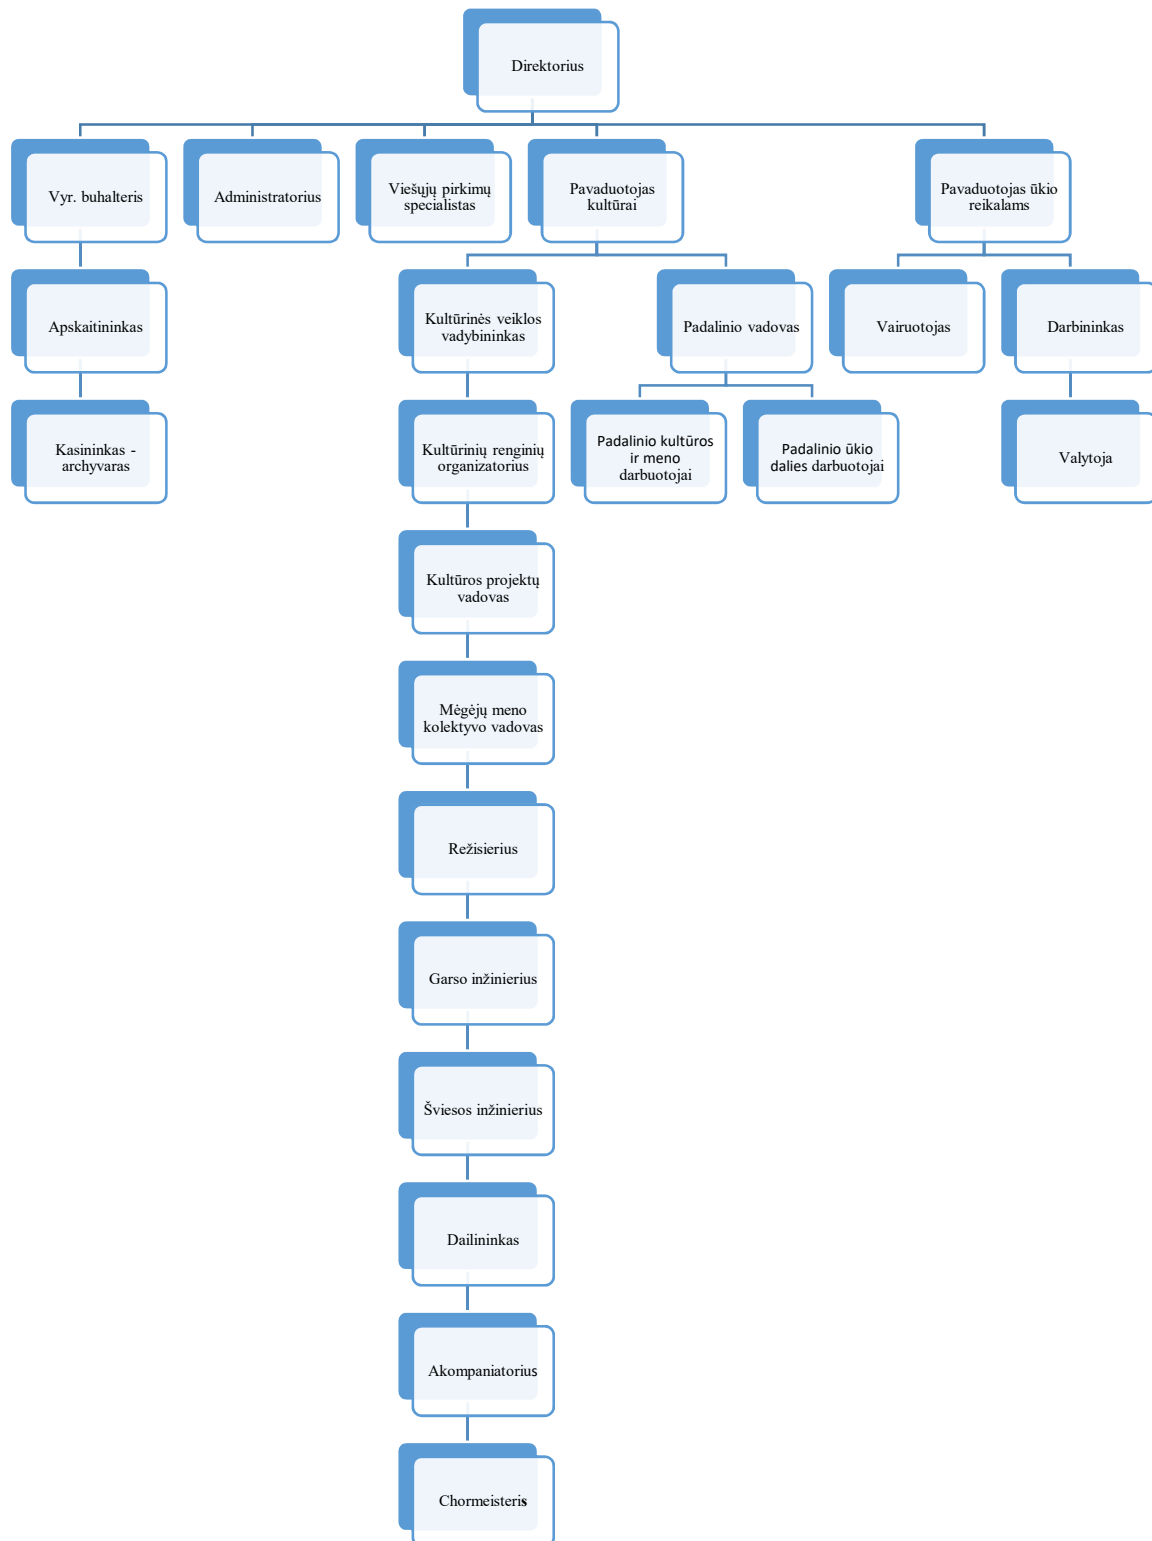 Direktorius
Vyr. buhalteris
Administratorius
Viešųjų pirkimų
specialistas
Pavaduotojas
kultūrai
Pavaduotojas ūkio
reikalams
Apskaitininkas
Kultūrinės veiklos
vadybininkas
Padalinio vadovas
Vairuotojas
Darbininkas
Kasininkas -
archyvaras
Kultūrinių renginių
organizatorius
Padalinio kultūros
ir meno
darbuotojai
Padalinio ūkio
dalies darbuotojai
Valytoja
Kultūros projektų
vadovas
Mėgėjų meno
kolektyvo vadovas
Režisierius
Garso inžinierius
Šviesos inžinierius
Dailininkas
Akompaniatorius
Chormeisteris